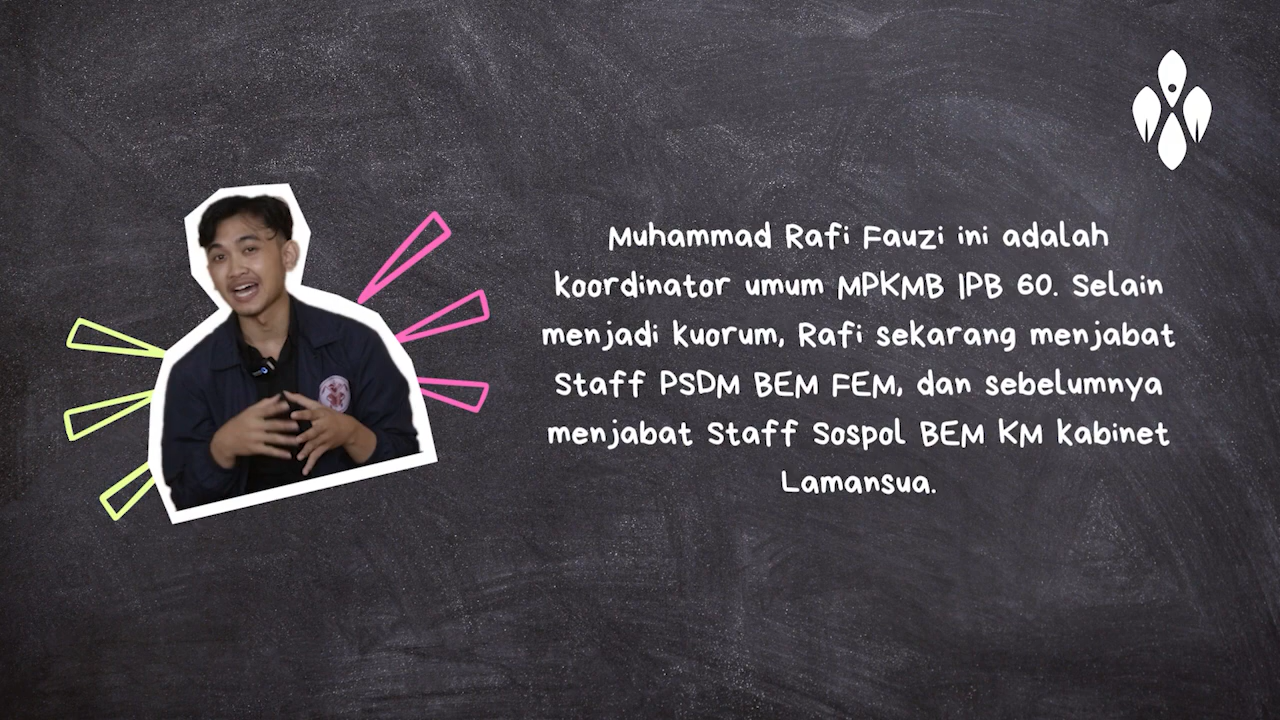 Muhammad Rafi Fauzi ini adalah
koordinator umum MPKMB IPB 60. Selain
menjadi kuorum, Rafi sekarang menjabat
Staff PSDM BEM FEM, dan sebelumnya
menjabat Staff Sospol BEM KM Kabinet
Lamansua.